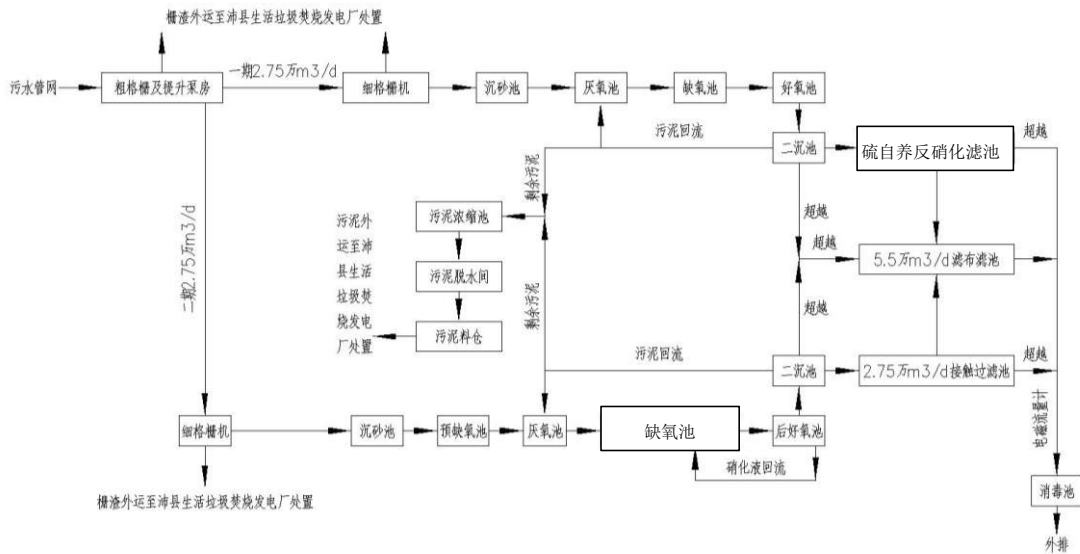 栅渣外运至沛县生活垃圾焚烧发电厂处置
污水管网
粗格栅及提升泵房
一期2.75万m3/d
细格栅机
沉砂池
厌氧池
缺氧池
好氧池
污泥回流
二沉池
硫自养反硝化滤池
超越
剩余污泥
污泥浓缩池
污泥外
运至沛
县生活
垃圾焚
烧发电
厂处置
污泥脱水间
污泥料仓
超越
超越
5.5万m3/d滤布滤池
二期2.75万m3/d
剩余污泥
超越
污泥回流
二沉池
2.75万m3/d接触过滤池
超越
细格栅机
沉砂池
预缺氧池
厌氧池
缺氧池
后好氧池
硝化液回流
电磁流量计
栅渣外运至沛县生活垃圾焚烧发电厂处置
消毒池
外排